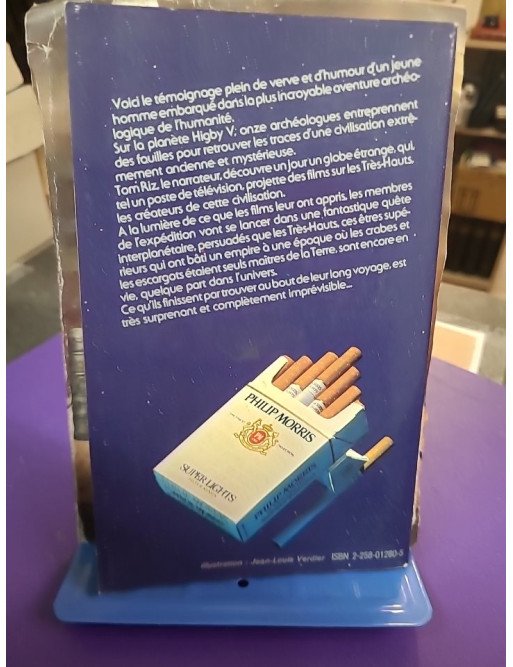 Voici le témoignage plein de verve et d'humour d'un jeune
homme embarqué dans la plus incroyable aventure archéo-
logique de l'humanité.
Sur la planète Higby V; onze archéologues entreprennent
des fouilles pour retrouver les traces d'une civilisation extrê-
mement ancienne et mystérieuse.
Tom Riz, le narrateur, découvre un jour un globe étrange, qui,
tel un poste de télévision, projette des films sur les Très-Hauts,
les créateurs de cette civilisation.
A la lumière de ce que les films leur ont appris, les membres
de l'expédition vont se lancer dans une fantastique quête
interplanétaire, persuadés que les Très-Hauts, ces êtres supé-
rieurs qui ont bâti un empire à une époque où les crabes et
les escargots étaient seuls maîtres de la Terre, sont encore en
vie, quelque part dans l'univers.
Ce qu'ils finissent par trouver au bout de leur long voyage, est
très surprenant et complètement imprévisible...
PHILIP MORRIS
SUPER LIGHTS
PHILIP MORRIS
illustration - Jean-Louis Verdier ISBN 2-258-01280-5